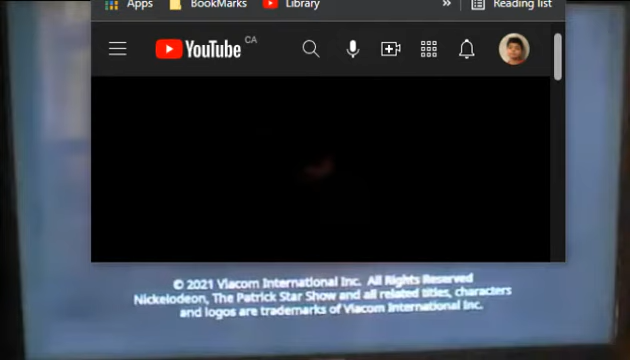 Apps BookMarks Library » Reading list
YouTube CA
© 2021 Viacom International Inc. All Rights Reserved
Nickelodeon, The Patrick Star Show and all related titles, characters
and logos are trademarks of Viacom International Inc.